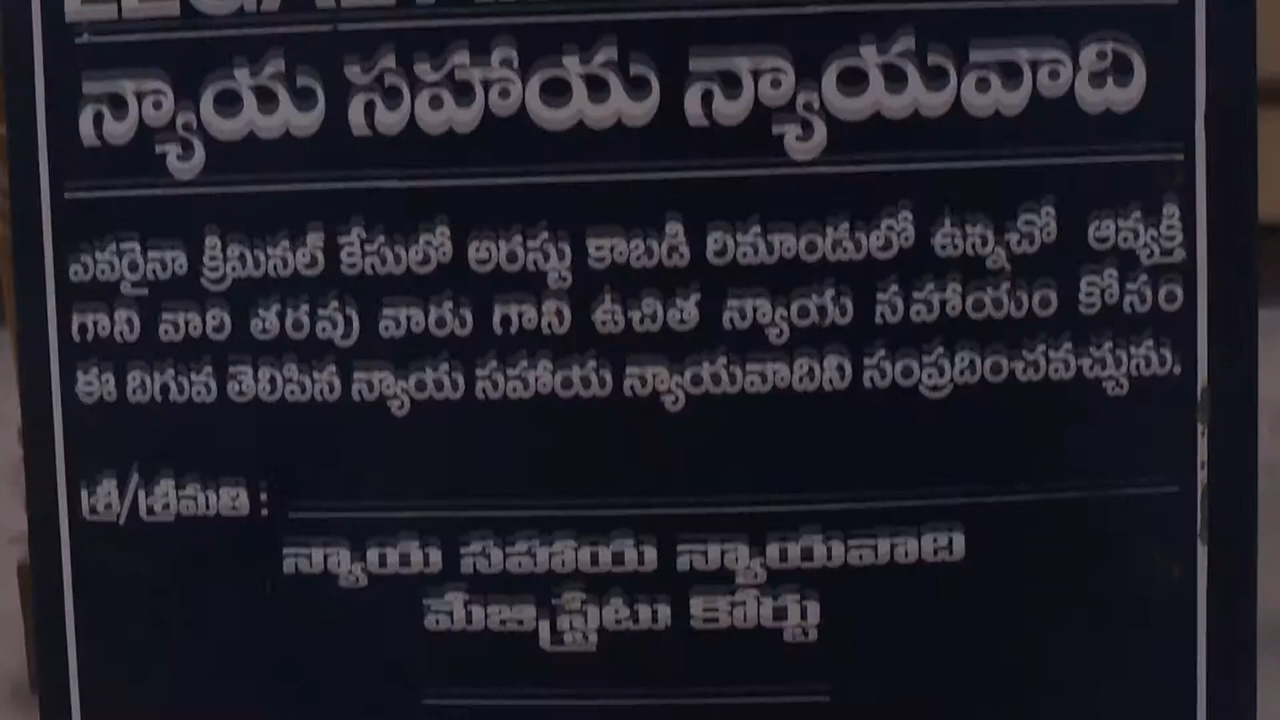 LEGAL
న్యాయ సహాయ న్యాయవాది
ఎవరైనా క్రిమినల్ కేసులో అరస్టు కాబడి రిమాండులో ఉన్నచో ఆవ్యక్తి
గాని వారి తరపు వారు గాని ఉచిత న్యాయ సహాయం కోసం
ఈ దిగువ తెలిపిన న్యాయ సహాయ న్యాయవాదిని సంప్రదించవచ్చును.
శ్రీ/శ్రీమతి :
న్యాయ సహాయ న్యాయవాది
మేజిస్ట్రేటు కోర్టు